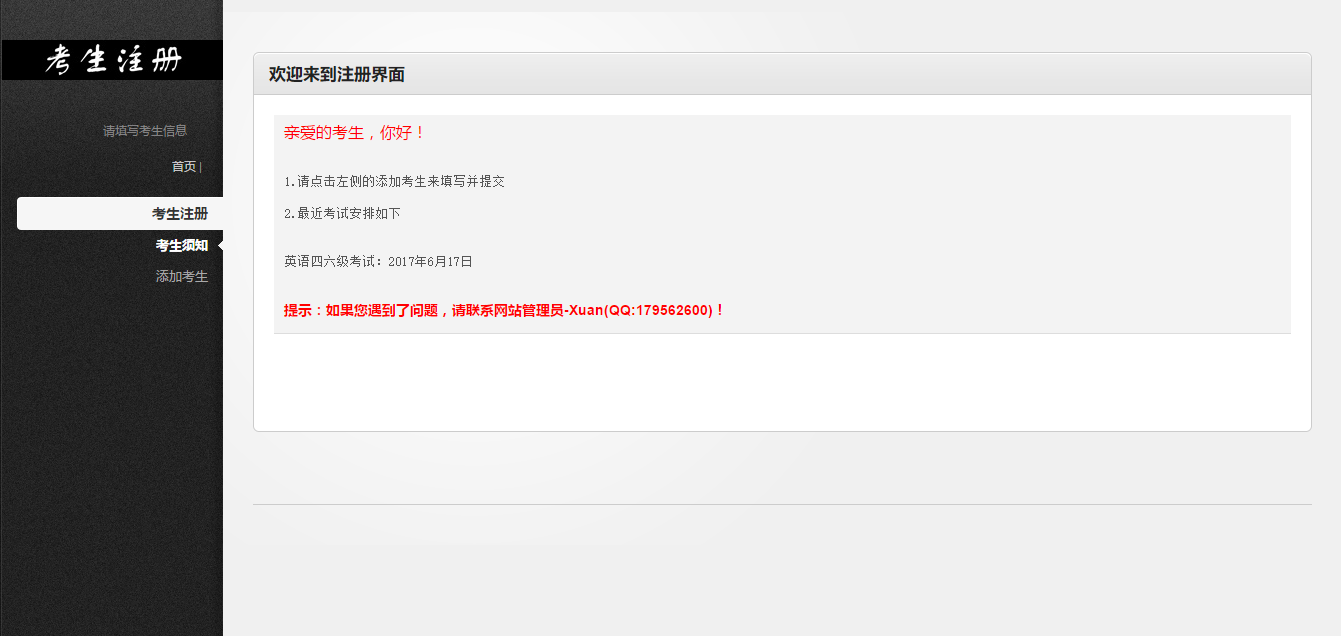 考生注册
请填写考生信息
首页 |
考生注册
考生须知
添加考生
欢迎来到注册界面
亲爱的考生，你好！
1.请点击左侧的添加考生来填写并提交
2.最近考试安排如下
英语四六级考试：2017年6月17日
提示：如果您遇到了问题，请联系网站管理员-Xuan(QQ:179562600)！